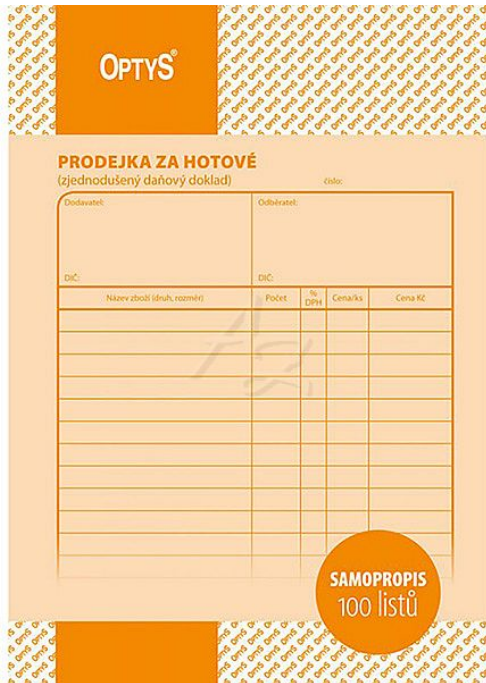 OPTYS®
PRODEJKA ZA HOTOVÉ
(zjednodušený daňový doklad) číslo:
Dodavatel: Odběratel:
DIČ: DIČ:
Název zboží (druh, rozměr) Počet % DPH Cena/ks Cena Kč
SAMOPROPIS
100 listů